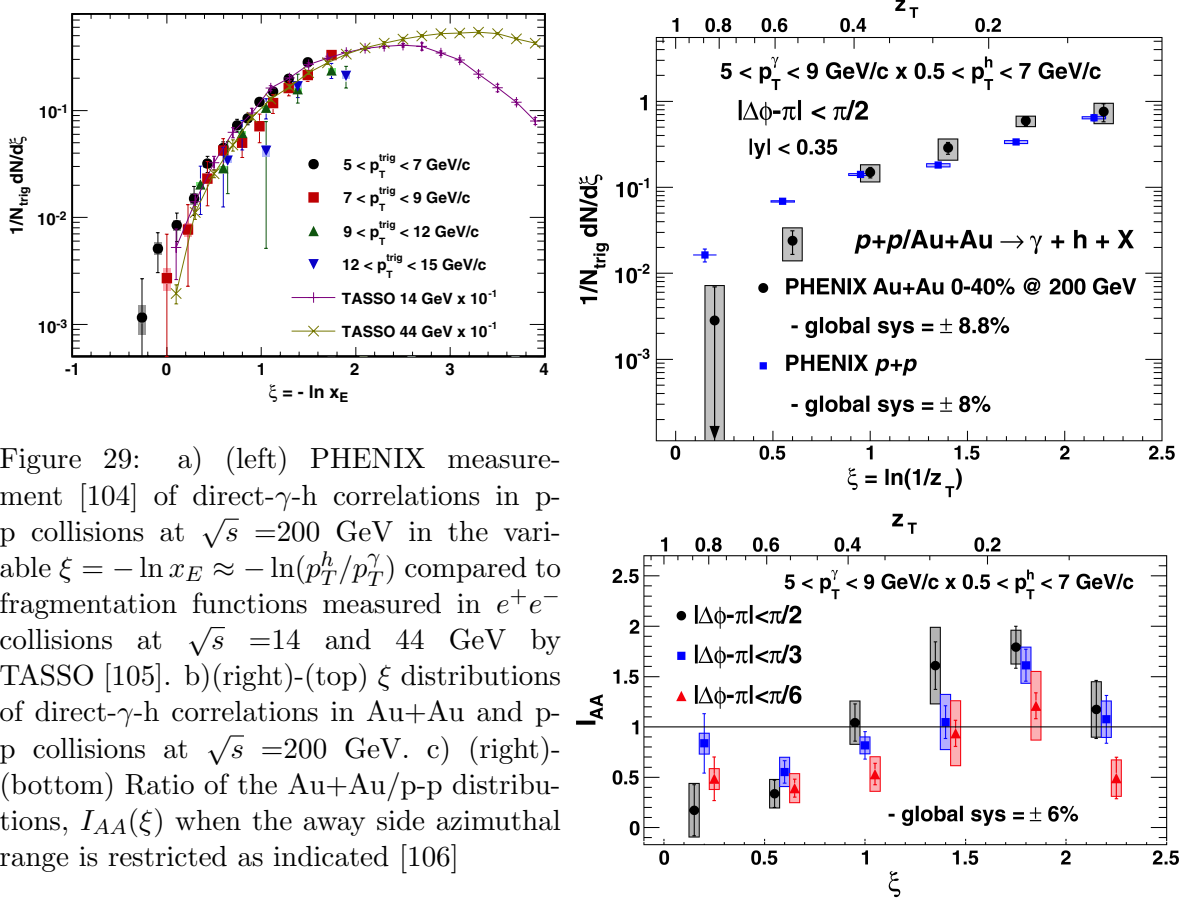 1/N_trig dN/dξ
10⁻¹
10⁻²
10⁻³
5 < p_T^trig < 7 GeV/c
7 < p_T^trig < 9 GeV/c
9 < p_T^trig < 12 GeV/c
12 < p_T^trig < 15 GeV/c
TASSO 14 GeV x 10⁻¹
TASSO 44 GeV x 10⁻¹
-1 0 1 2 3 4
ξ = - ln x_E
Figure 29: a) (left) PHENIX measure-
ment [104] of direct-γ-h correlations in p-
p collisions at √s =200 GeV in the vari-
able ξ = − ln x_E ≈ − ln(p_T^h/p_T^γ) compared to
fragmentation functions measured in e⁺e⁻
collisions at √s =14 and 44 GeV by
TASSO [105]. b)(right)-(top) ξ distributions
of direct-γ-h correlations in Au+Au and p-
p collisions at √s =200 GeV. c) (right)-
(bottom) Ratio of the Au+Au/p-p distribu-
tions, I_AA(ξ) when the away side azimuthal
range is restricted as indicated [106]
z_T
1 0.8 0.6 0.4 0.2
5 < p_T^γ < 9 GeV/c x 0.5 < p_T^h < 7 GeV/c
|Δϕ-π| < π/2
|y| < 0.35
1/N_trig dN/dξ
1
10⁻¹
10⁻²
10⁻³
p+p/Au+Au → γ + h + X
PHENIX Au+Au 0-40% @ 200 GeV
- global sys = ± 8.8%
PHENIX p+p
- global sys = ± 8%
0 0.5 1 1.5 2 2.5
ξ = ln(1/z_T)
z_T
1 0.8 0.6 0.4 0.2
5 < p_T^γ < 9 GeV/c x 0.5 < p_T^h < 7 GeV/c
|Δϕ-π|<π/2
|Δϕ-π|<π/3
|Δϕ-π|<π/6
I_AA
2.5
2
1.5
1
0.5
0
- global sys = ± 6%
0 0.5 1 1.5 2 2.5
ξ